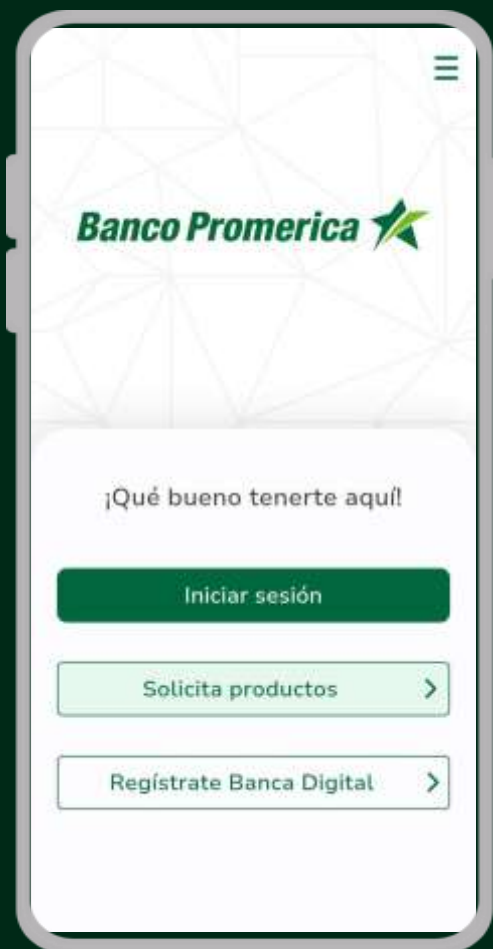 Banco Promerica
¡Qué bueno tenerte aquí!
Iniciar sesión
Solicita productos
Regístrate Banca Digital